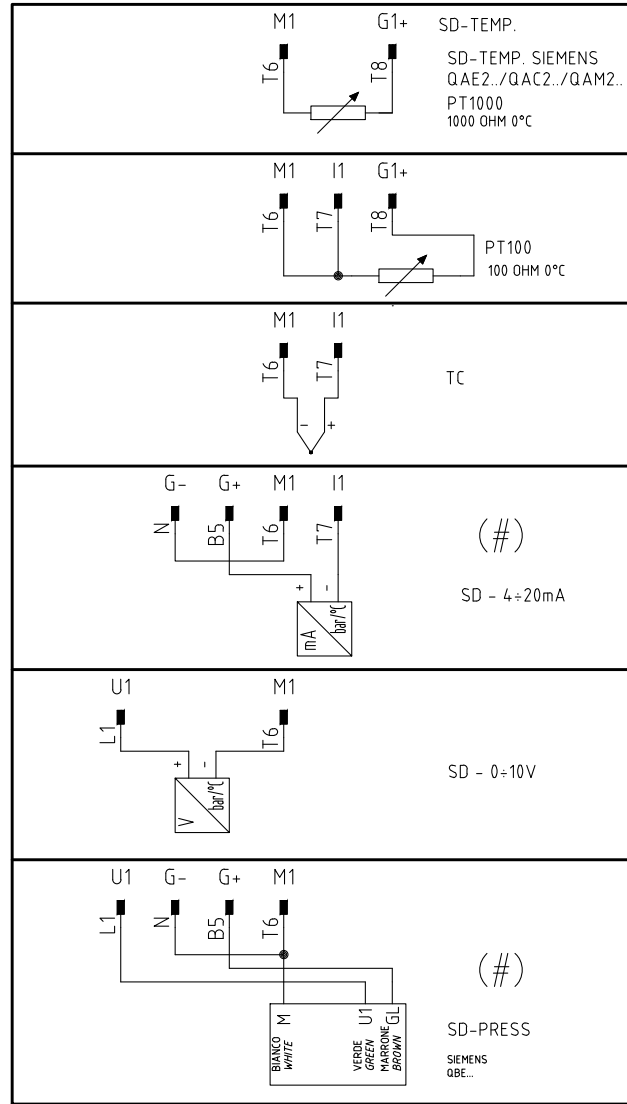 M1 G1+ SD-TEMP.
T6 T8
SD-TEMP. SIEMENS
QAE2../QAC2../QAM2..
PT1000
1000 OHM 0°C
M1 I1 G1+
T6 T7 T8
PT100
100 OHM 0°C
M1 I1
T6 T7
TC
- +
G- G+ M1 I1
N B5 T6 T7
(#)
+ -
SD - 4÷20mA
mA bar/°C
U1 M1
L1 T6
+ -
SD - 0÷10V
V bar/°C
U1 G- G+ M1
L1 N B5 T6
(#)
M U1 GL
BIANCO VERDE MARRONE
WHITE GREEN BROWN
SD-PRESS
SIEMENS
QBE...